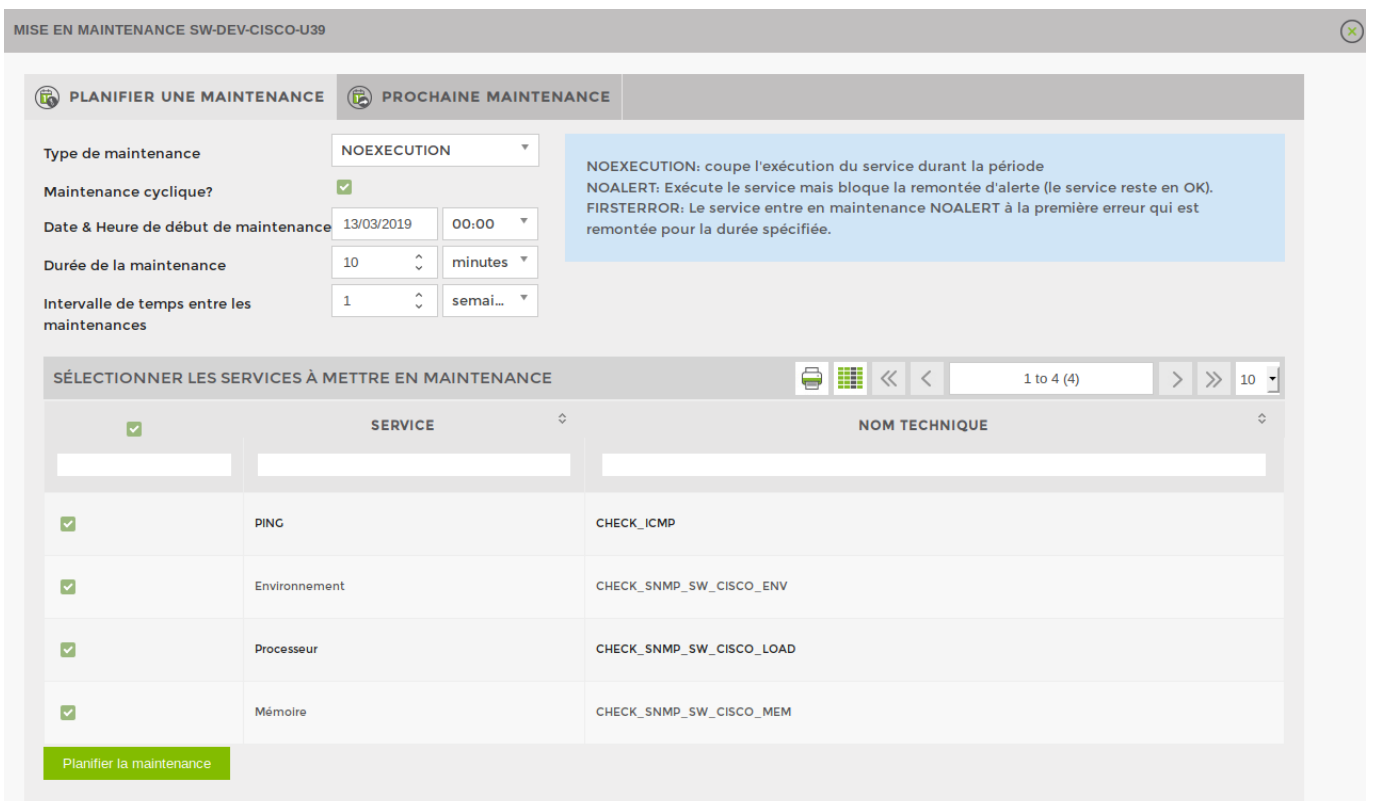 MISE EN MAINTENANCE SW-DEV-CISCO-U39
PLANIFIER UNE MAINTENANCE
PROCHAINE MAINTENANCE
Type de maintenance
NOEXECUTION
Maintenance cyclique?
Date & Heure de début de maintenance
13/03/2019
00:00
Durée de la maintenance
10
minutes
Intervalle de temps entre les
maintenances
1
semai...
NOEXECUTION: coupe l'exécution du service durant la période
NOALERT: Exécute le service mais bloque la remontée d'alerte (le service reste en OK).
FIRSTERROR: Le service entre en maintenance NOALERT à la première erreur qui est
remontée pour la durée spécifiée.
SÉLECTIONNER LES SERVICES À METTRE EN MAINTENANCE
1 to 4 (4)
10
SERVICE
NOM TECHNIQUE
PING
CHECK_ICMP
Environnement
CHECK_SNMP_SW_CISCO_ENV
Processeur
CHECK_SNMP_SW_CISCO_LOAD
Mémoire
CHECK_SNMP_SW_CISCO_MEM
Planifier la maintenance